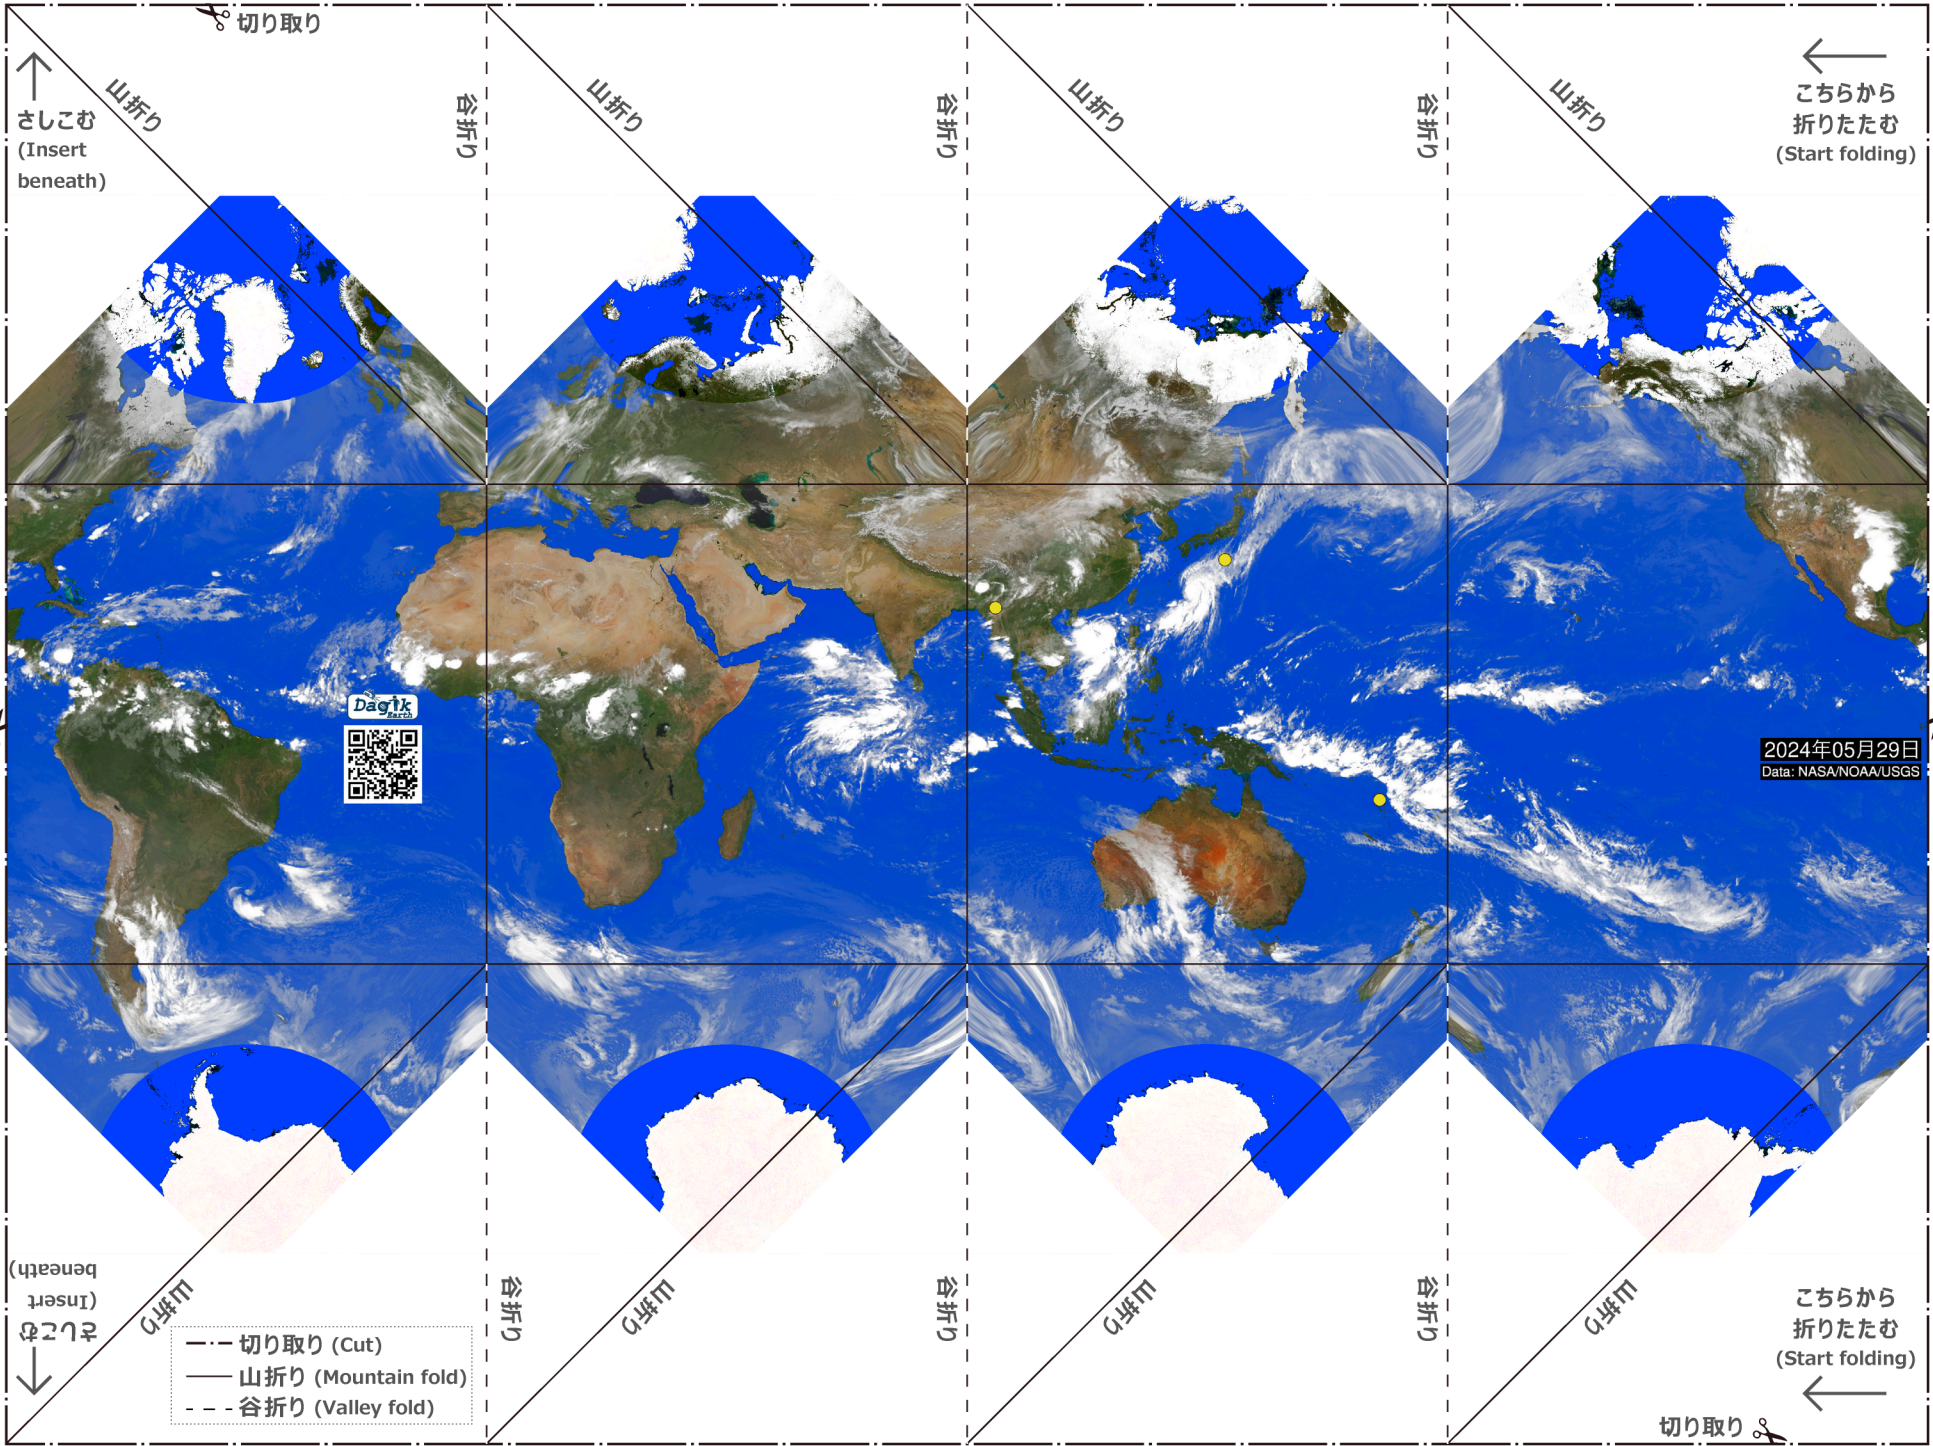 切り取り
さしこむ
(Insert
beneath)
山折り
谷折り
山折り
谷折り
山折り
谷折り
山折り
こちらから
折りたたむ
(Start folding)
Dagik
Earth
2024年05月29日
Data: NASA/NOAA/USGS
さしこむ
(Insert
beneath)
山折り
谷折り
山折り
谷折り
山折り
谷折り
山折り
こちらから
折りたたむ
(Start folding)
切り取り (Cut)
山折り (Mountain fold)
谷折り (Valley fold)
切り取り